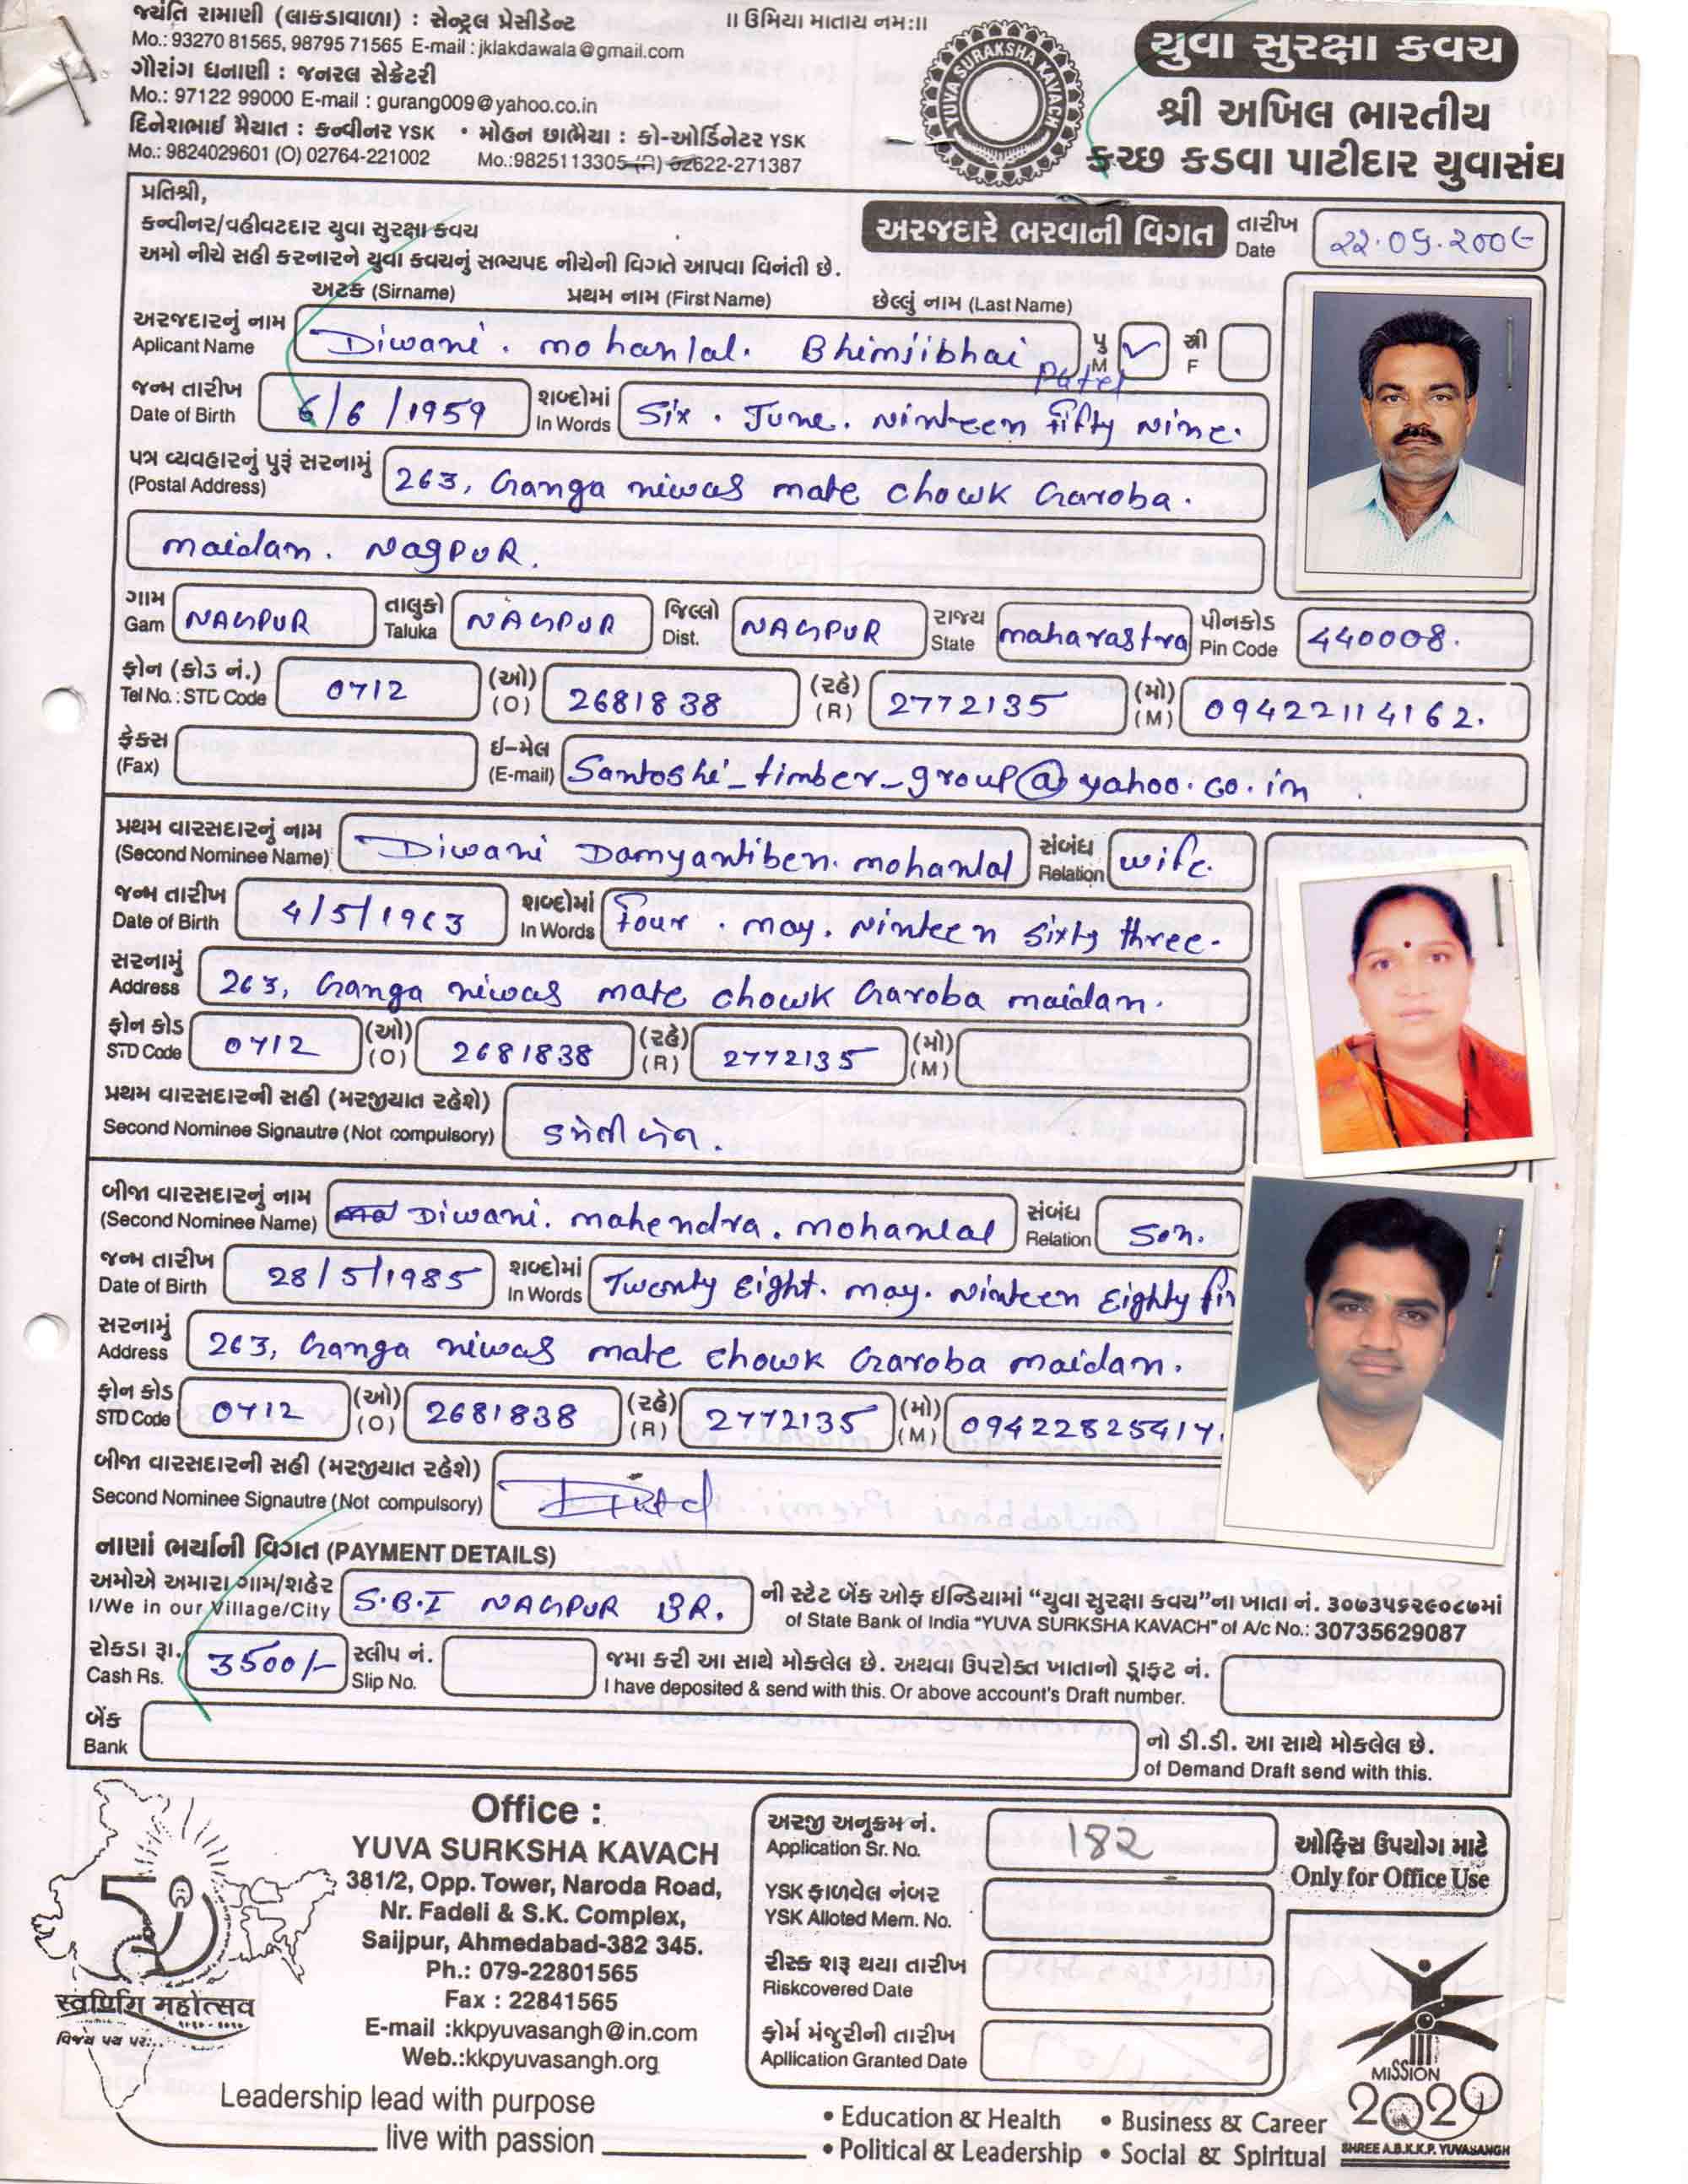 જયંતિ રામાણી (લાકડાવાળા) : સેન્ટ્રલ પ્રેસીડેન્ટ
Mo.: 93270 81565, 98795 71565 E-mail : jklakdawala@gmail.com
ગૌરાંગ ધનાણી : જનરલ સેક્રેટરી
Mo.: 97122 99000 E-mail : gurang009@yahoo.co.in
દિનેશભાઈ મૈયાત : કન્વીનર YSK • મોહન છાભૈયા : કો-ઓર્ડિનેટર YSK
Mo.: 9824029601 (O) 02764-221002 Mo.:9825113305 (R) 02622-271387
॥ ઉમિયા માતાય નમ:॥
YUVA SURAKSHA KAVACH
યુવા સુરક્ષા કવચ
શ્રી અખિલ ભારતીય
કચ્છ કડવા પાટીદાર યુવાસંઘ
પ્રતિશ્રી,
કન્વીનર/વહીવટદાર યુવા સુરક્ષા કવચ
અમો નીચે સહી કરનારને યુવા કવચનું સભ્યપદ નીચેની વિગતે આપવા વિનંતી છે.
અરજદારે ભરવાની વિગત
તારીખ
Date 22.09.200
અટક (Sirname) પ્રથમ નામ (First Name) છેલ્લું નામ (Last Name)
અરજદારનું નામ
Aplicant Name Diwani. mohanlal. Bhimjibhai Patel પુ M ✓ સ્ત્રી F
જન્મ તારીખ
Date of Birth 6/6/1959 શબ્દોમાં In Words Six. June. Ninteen fifty Nine.
પત્ર વ્યવહારનું પુરૂં સરનામું
(Postal Address) 263, Ganga niwas mate chowk Garoba.
maidan. Nagpur.
ગામ Gam NAGPUR તાલુકો Taluka NAGPUR જિલ્લો Dist. NAGPUR રાજ્ય State maharastra પીનકોડ Pin Code 440008.
ફોન (કોડ નં.)
Tel No. : STD Code 0712 (ઓ) (O) 2681838 (રહે) (R) 2772135 (મો) (M) 09422114162.
ફેક્સ
(Fax) ઈ-મેલ (E-mail) Santoshi_timber_group@yahoo.co.in
પ્રથમ વારસદારનું નામ
(Second Nominee Name) Diwani Damyantiben. mohanlal સંબંધ Relation wife.
જન્મ તારીખ
Date of Birth 4/5/1963 શબ્દોમાં In Words four. may. Ninteen sixty three.
સરનામું
Address 263, Ganga niwas mate chowk Garoba maidan.
ફોન કોડ
STD Code 0712 (ઓ) (O) 2681838 (રહે) (R) 2772135 (મો) (M)
પ્રથમ વારસદારની સહી (મરજીયાત રહેશે)
Second Nominee Signautre (Not compulsory)
બીજા વારસદારનું નામ
(Second Nominee Name) Diwani. mahendra. mohanlal સંબંધ Relation Son.
જન્મ તારીખ
Date of Birth 28/5/1985 શબ્દોમાં In Words Twenty Eight. may. Ninteen Eighty fi
સરનામું
Address 263, Ganga niwas mate chowk Garoba maidan.
ફોન કોડ
STD Code 0712 (ઓ) (O) 2681838 (રહે) (R) 2772135 (મો) (M) 09422825417.
બીજા વારસદારની સહી (મરજીયાત રહેશે)
Second Nominee Signautre (Not compulsory)
નાણાં ભર્યાની વિગત (PAYMENT DETAILS)
અમોએ અમારા ગામ/શહેર S.B.I NAGPUR BR. ની સ્ટેટ બેંક ઓફ ઈન્ડિયામાં "યુવા સુરક્ષા કવચ"ના ખાતા નં. ૩૦૭૩૫૬૨૯૦૮૭માં
I/We in our Village/City of State Bank of India "YUVA SURKSHA KAVACH" of A/c No.: 30735629087
રોકડા રૂા. 3500/- સ્લીપ નં. જમા કરી આ સાથે મોકલેલ છે. અથવા ઉપરોક્ત ખાતાનો ડ્રાફ્ટ નં.
Cash Rs. Slip No. I have deposited & send with this. Or above account's Draft number.
બેંક નો ડી.ડી. આ સાથે મોકલેલ છે.
Bank of Demand Draft send with this.
50
સ્વર્ણિમ મહોત્સવ
Office :
YUVA SURKSHA KAVACH
381/2, Opp. Tower, Naroda Road,
Nr. Fadeli & S.K. Complex,
Saijpur, Ahmedabad-382 345.
Ph.: 079-22801565
Fax : 22841565
E-mail :kkpyuvasangh@in.com
Web.:kkpyuvasangh.org
Leadership lead with purpose
live with passion
અરજી અનુક્રમ નં.
Application Sr. No. 182
YSK ફાળવેલ નંબર
YSK Alloted Mem. No.
રીસ્ક શરૂ થયા તારીખ
Riskcovered Date
ફોર્મ મંજુરીની તારીખ
Apllication Granted Date
ઓફિસ ઉપયોગ માટે
Only for Office Use
• Education & Health • Business & Career
• Political & Leadership • Social & Spiritual
MISSION
2020
SHREE A.B.K.K.P. YUVASANGH